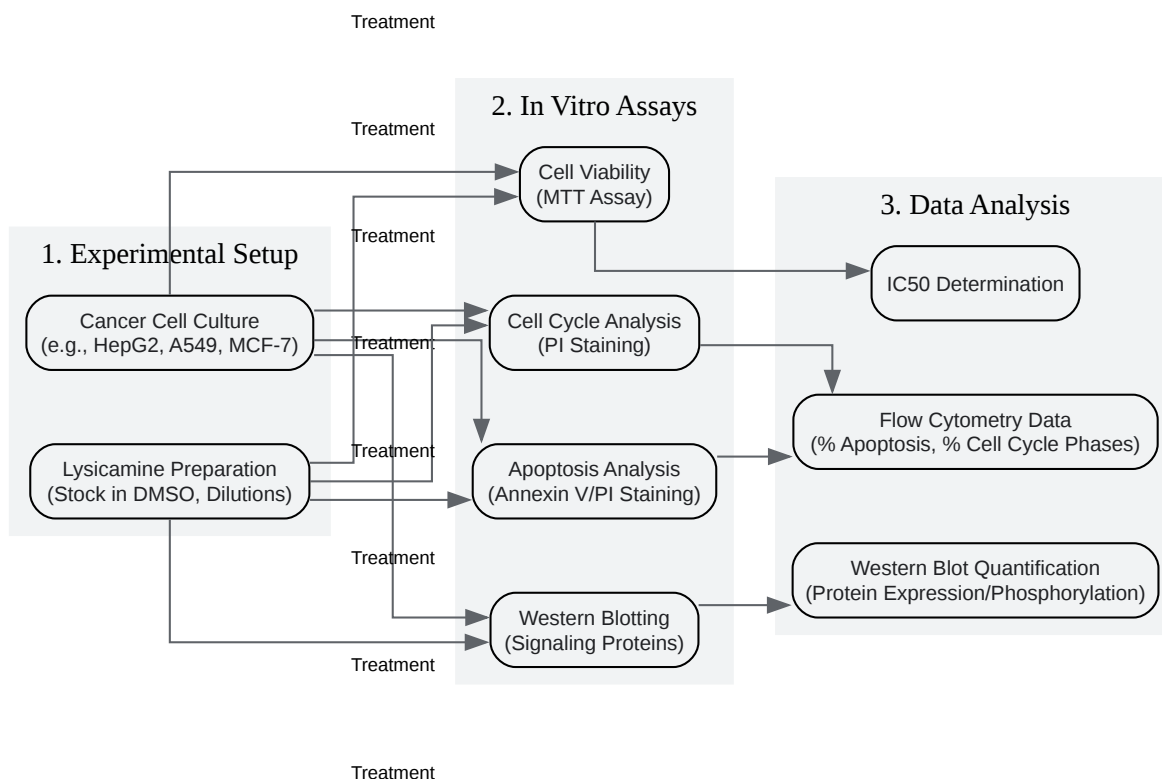 Treatment
Treatment
Treatment
Treatment
Treatment
Treatment
Treatment
Treatment
1. Experimental Setup
Cancer Cell Culture
(e.g., HepG2, A549, MCF-7)
Lysicamine Preparation
(Stock in DMSO, Dilutions)
2. In Vitro Assays
Cell Viability
(MTT Assay)
Cell Cycle Analysis
(PI Staining)
Apoptosis Analysis
(Annexin V/PI Staining)
Western Blotting
(Signaling Proteins)
3. Data Analysis
IC50 Determination
Flow Cytometry Data
(% Apoptosis, % Cell Cycle Phases)
Western Blot Quantification
(Protein Expression/Phosphorylation)